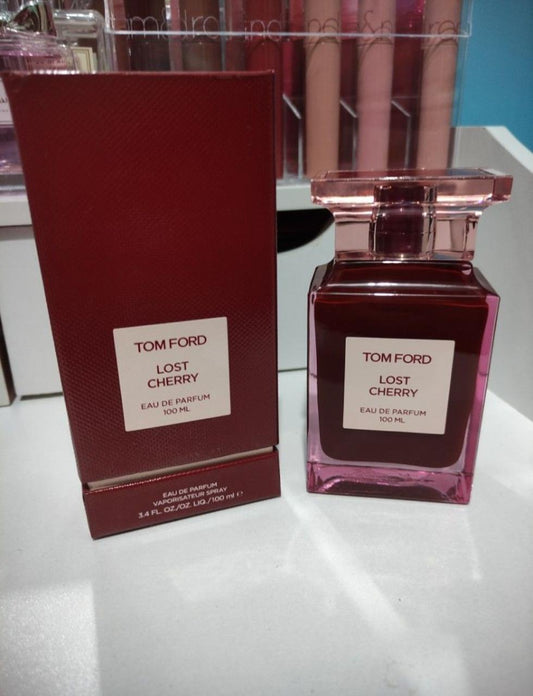 TOM FORD
LOST
CHERRY
EAU DE PARFUM
100 ML
EAU DE PARFUM
VAPORISATEUR SPRAY
3.4 FL. OZ./OZ. LIQ./100 ml e
TOM FORD
LOST
CHERRY
EAU DE PARFUM
100 ML